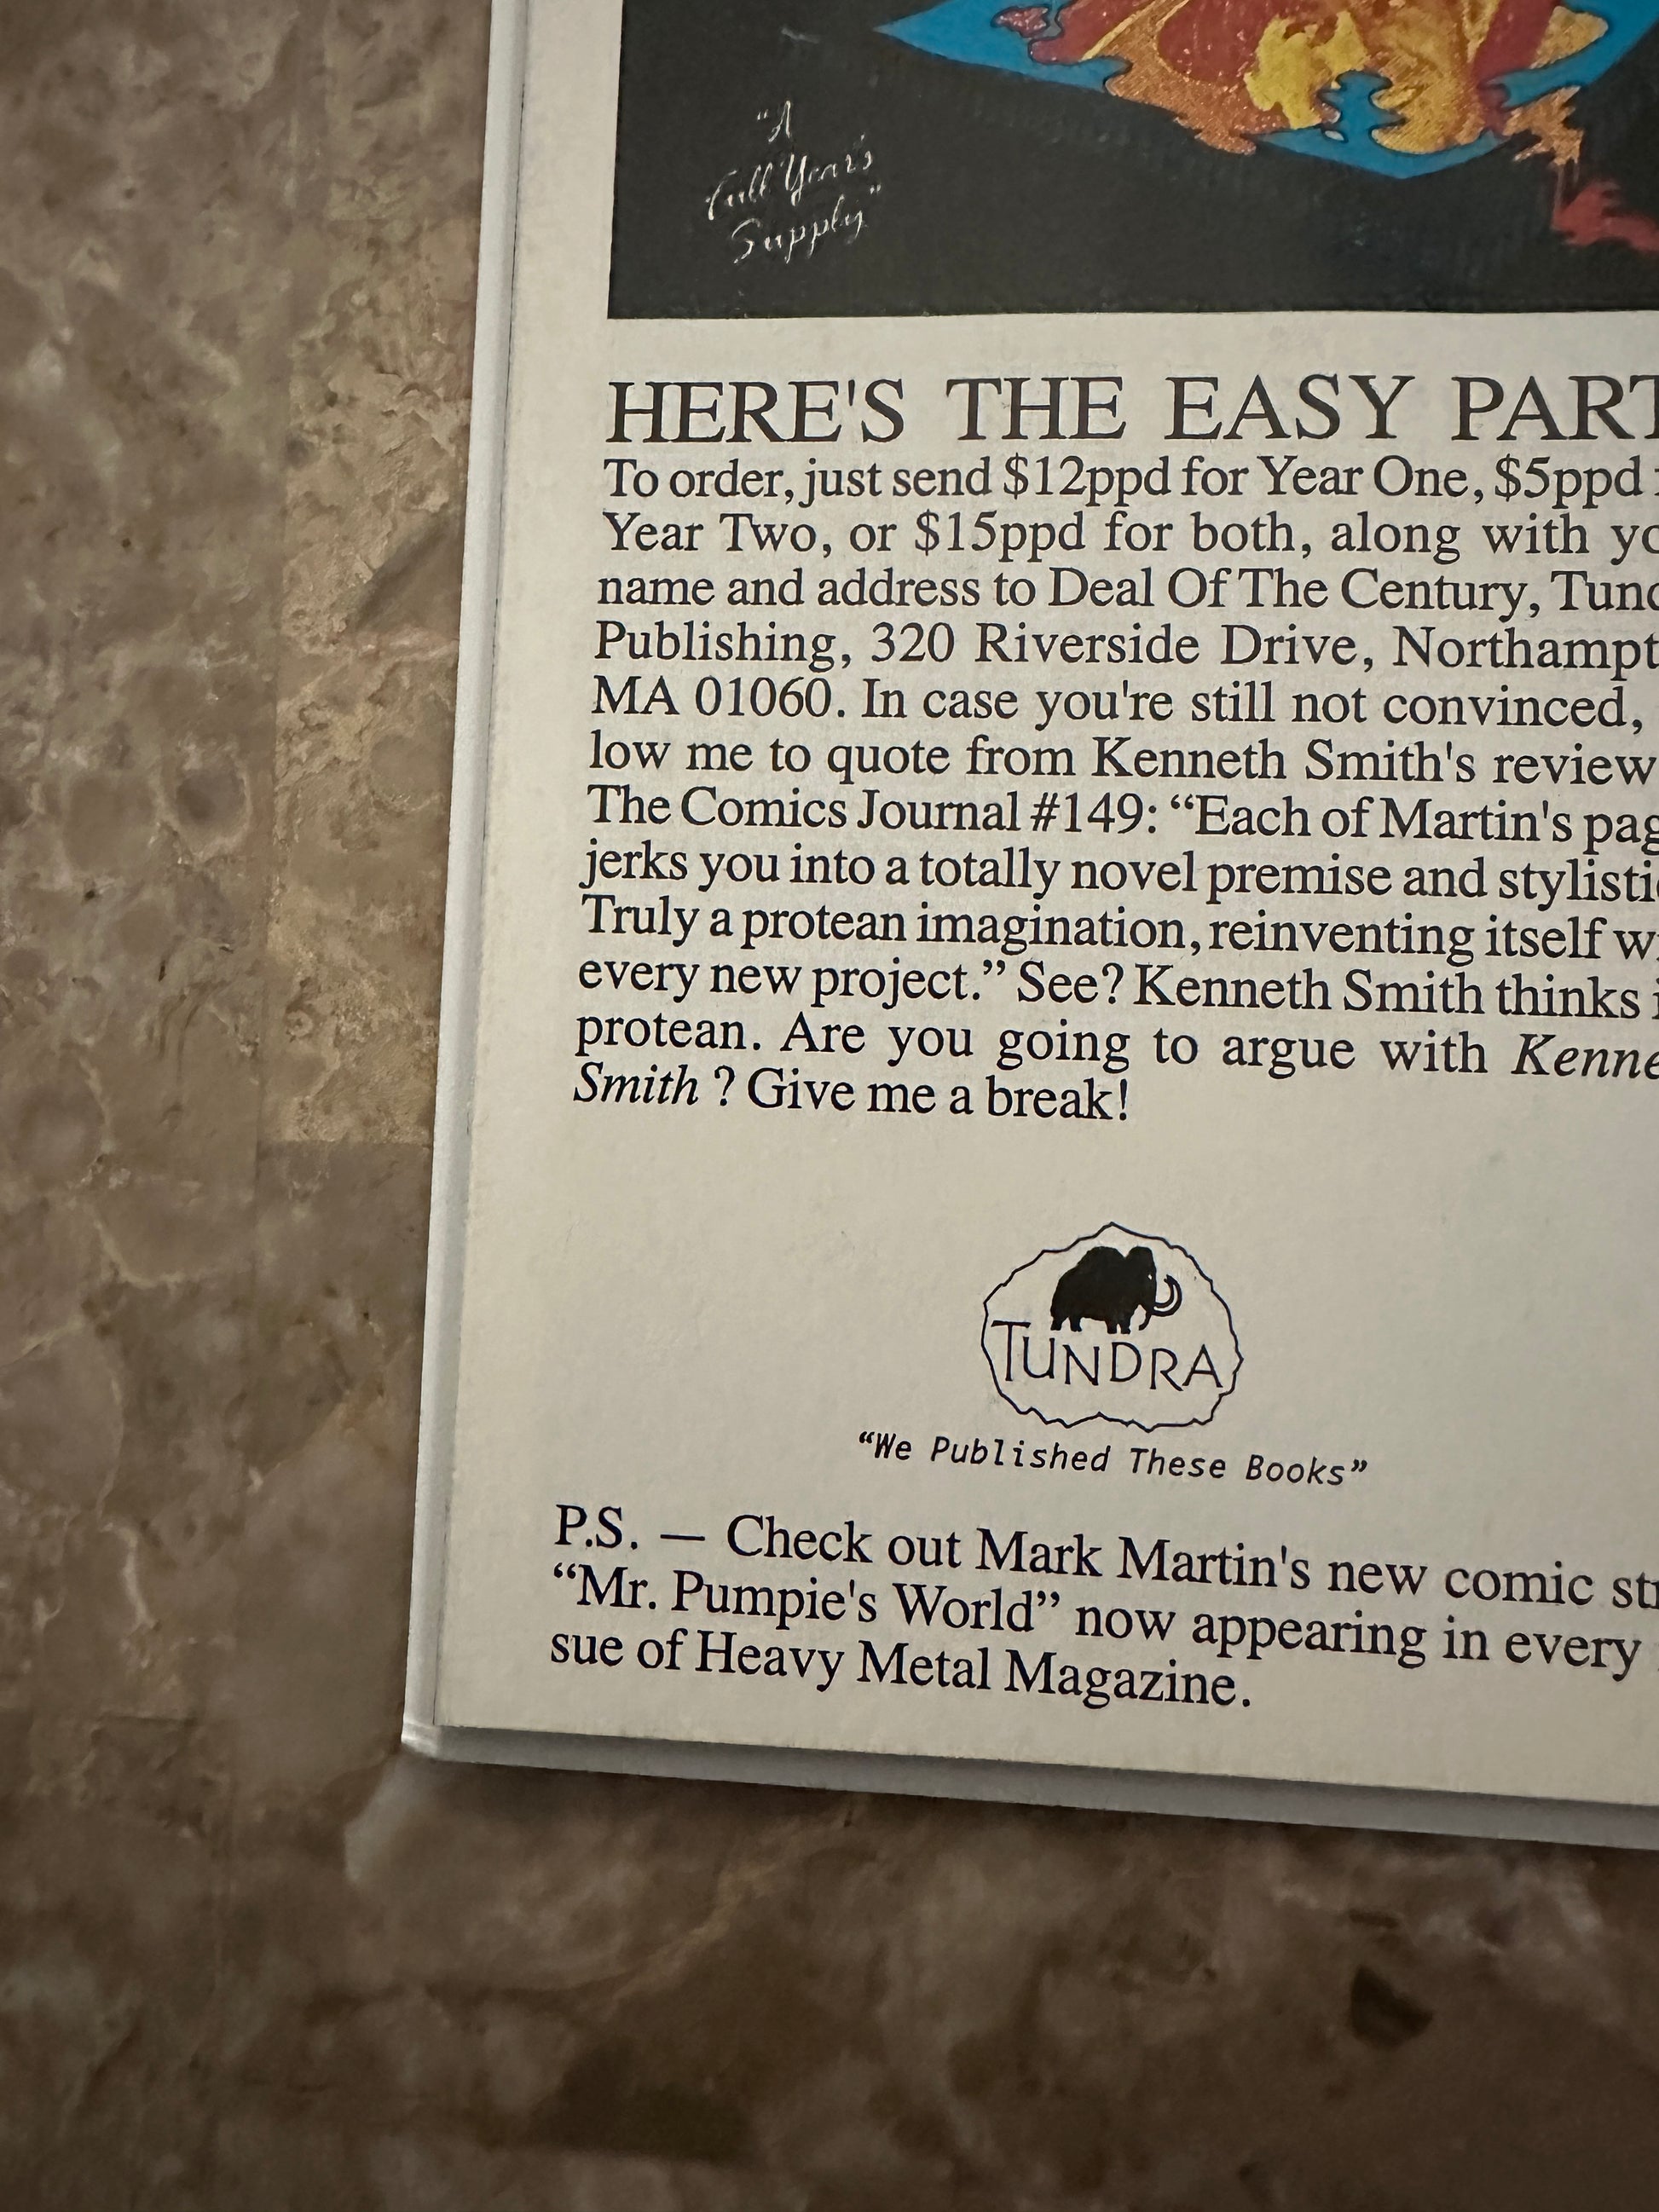 "A
Full Year's
Supply"
HERE'S THE EASY PART
To order, just send $12ppd for Year One, $5ppd
Year Two, or $15ppd for both, along with yo
name and address to Deal Of The Century, Tund
Publishing, 320 Riverside Drive, Northampt
MA 01060. In case you're still not convinced,
low me to quote from Kenneth Smith's review
The Comics Journal #149: “Each of Martin's pag
jerks you into a totally novel premise and stylisti
Truly a protean imagination, reinventing itself wi
every new project.” See? Kenneth Smith thinks i
protean. Are you going to argue with Kenne
Smith ? Give me a break!
TUNDRA
“We Published These Books”
P.S. — Check out Mark Martin's new comic str
“Mr. Pumpie's World” now appearing in every
sue of Heavy Metal Magazine.